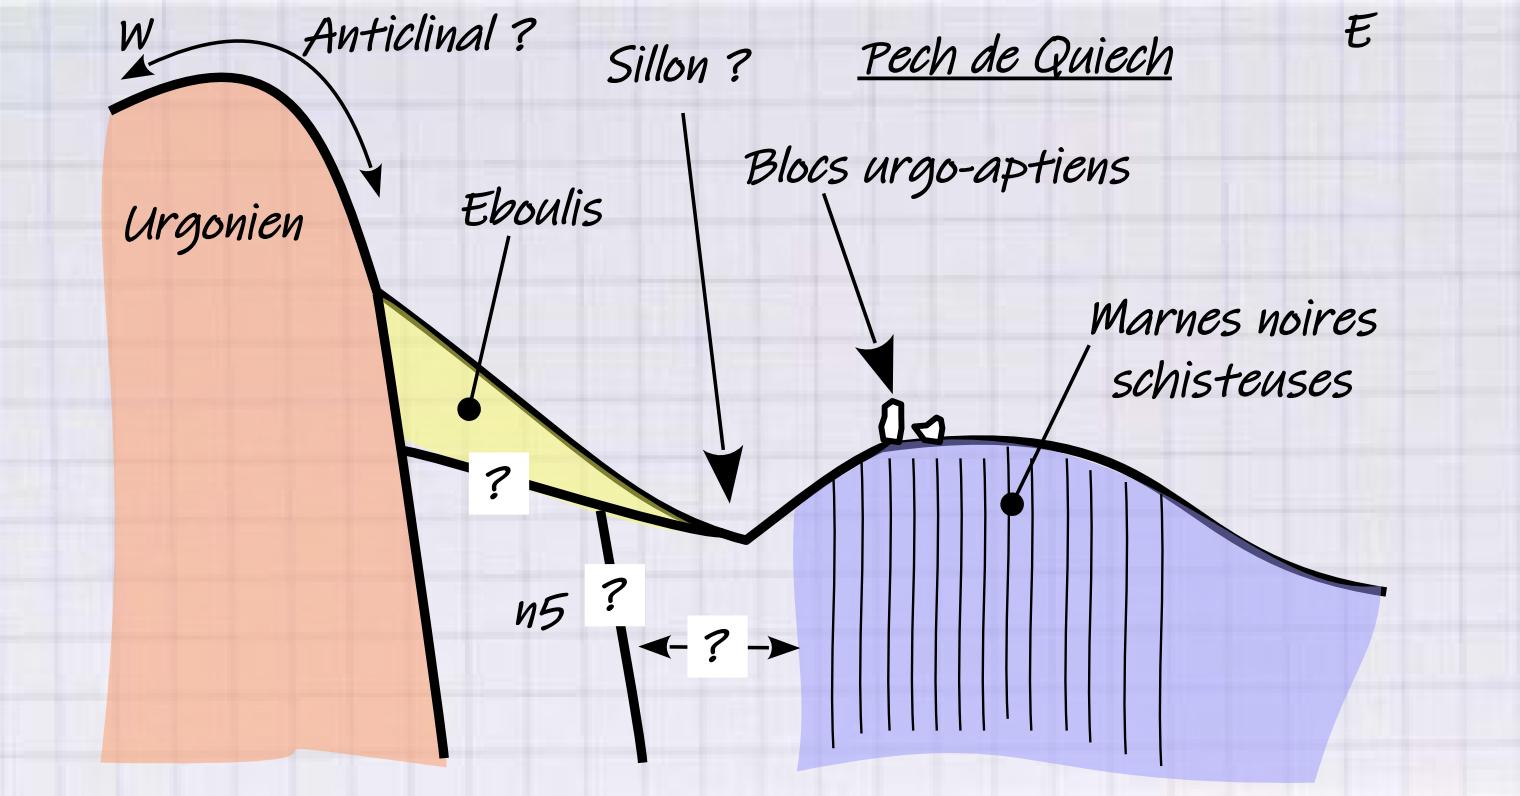 W
Anticlinal ?
Sillon ?
Pech de Quiech
E
Blocs urgo-aptiens
Urgonien
Eboulis
Marnes noires
schisteuses
?
n5
?
?